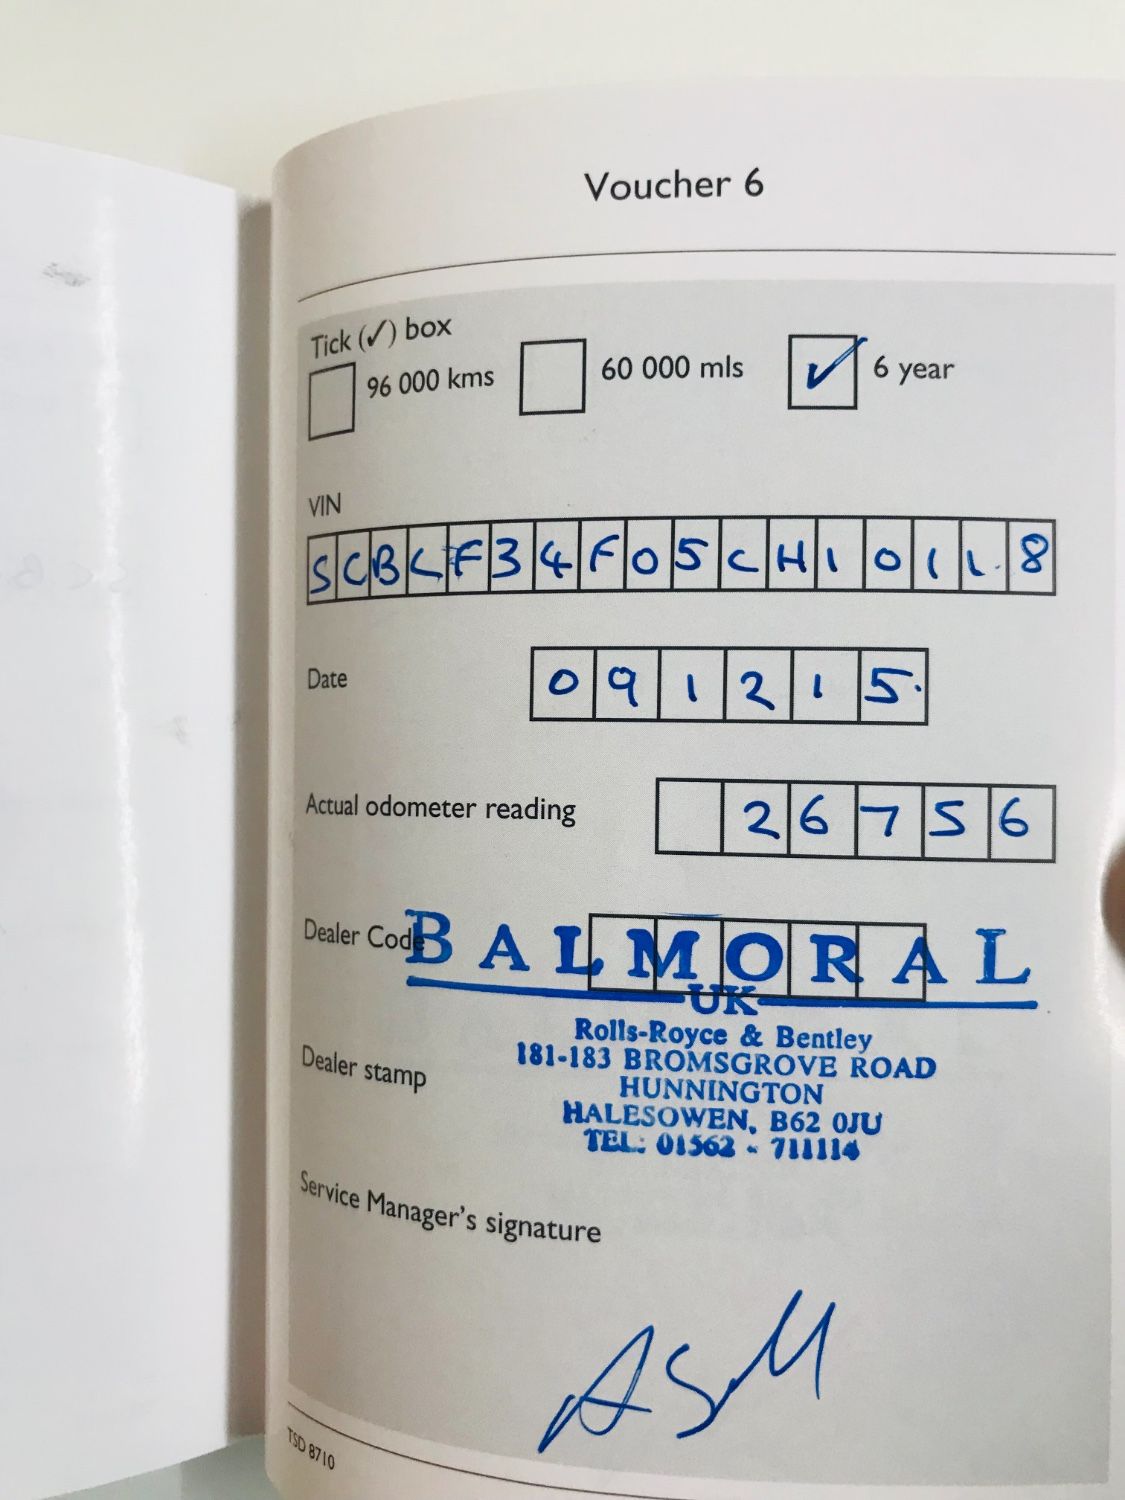 Voucher 6
Tick (✓) box
96 000 kms
60 000 mls
✓ 6 year
VIN
SCBCF34F05CH10118
Date
091215.
Actual odometer reading
26756
Dealer Code
BALMORAL
UK
Rolls-Royce & Bentley
181-183 BROMSGROVE ROAD
Dealer stamp
HUNNINGTON
HALESOWEN, B62 0JU
TEL: 01562 - 711114
Service Manager's signature
TSD 8710